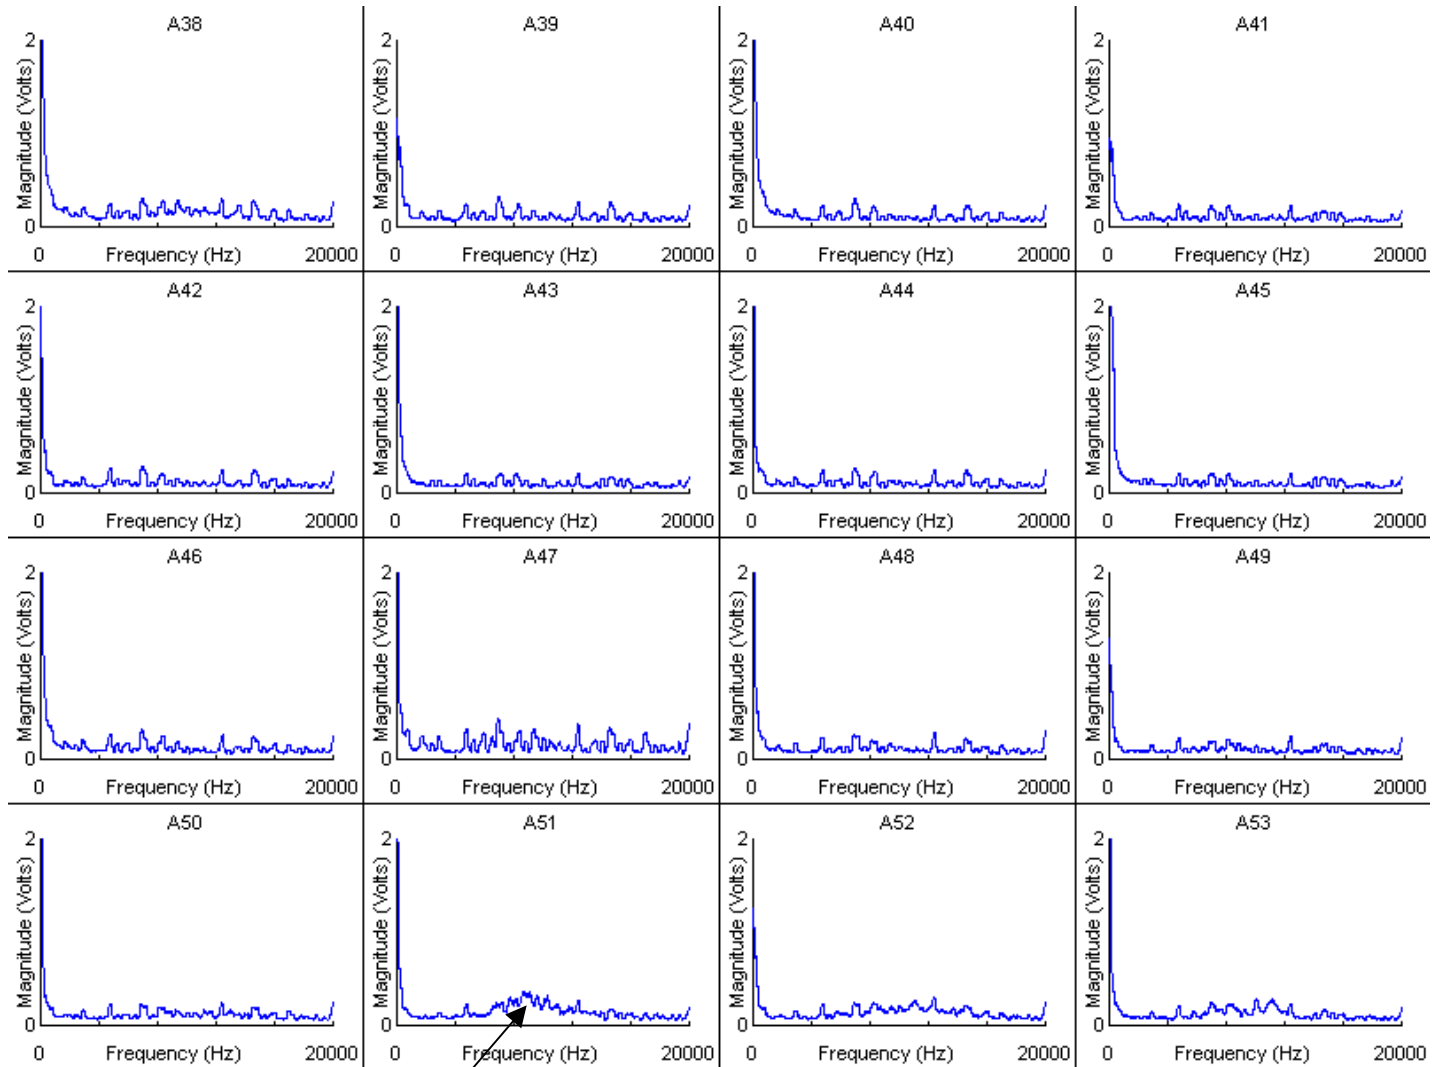 A38
2
Magnitude (Volts)
0
0 Frequency (Hz) 20000
A39
2
Magnitude (Volts)
0
0 Frequency (Hz) 20000
A40
2
Magnitude (Volts)
0
0 Frequency (Hz) 20000
A41
2
Magnitude (Volts)
0
0 Frequency (Hz) 20000
A42
2
Magnitude (Volts)
0
0 Frequency (Hz) 20000
A43
2
Magnitude (Volts)
0
0 Frequency (Hz) 20000
A44
2
Magnitude (Volts)
0
0 Frequency (Hz) 20000
A45
2
Magnitude (Volts)
0
0 Frequency (Hz) 20000
A46
2
Magnitude (Volts)
0
0 Frequency (Hz) 20000
A47
2
Magnitude (Volts)
0
0 Frequency (Hz) 20000
A48
2
Magnitude (Volts)
0
0 Frequency (Hz) 20000
A49
2
Magnitude (Volts)
0
0 Frequency (Hz) 20000
A50
2
Magnitude (Volts)
0
0 Frequency (Hz) 20000
A51
2
Magnitude (Volts)
0
0 Frequency (Hz) 20000
A52
2
Magnitude (Volts)
0
0 Frequency (Hz) 20000
A53
2
Magnitude (Volts)
0
0 Frequency (Hz) 20000